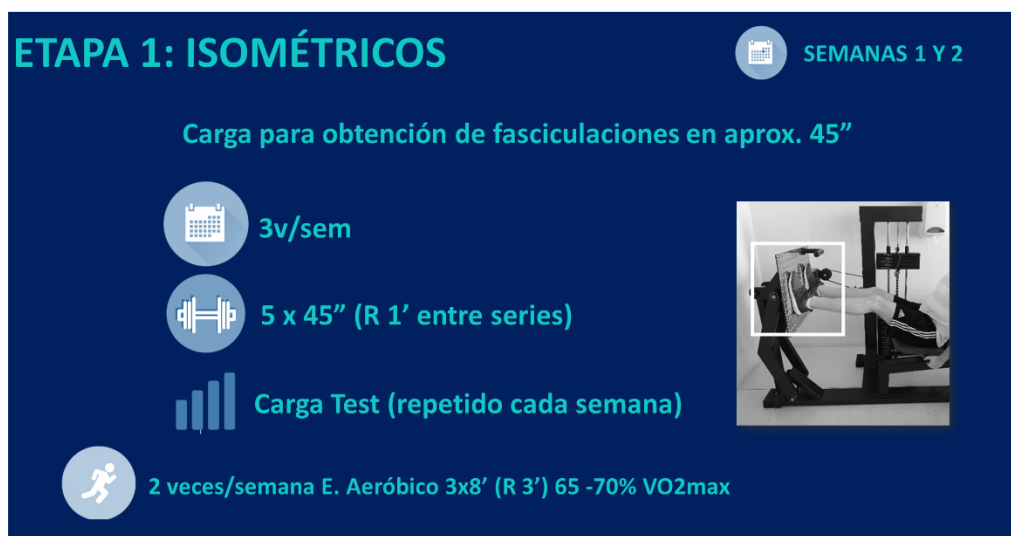 ETAPA 1: ISOMÉTRICOS
SEMANAS 1 Y 2
Carga para obtención de fasciculaciones en aprox. 45”
3v/sem
5 x 45” (R 1’ entre series)
Carga Test (repetido cada semana)
2 veces/semana E. Aeróbico 3x8’ (R 3’) 65 -70% VO2max